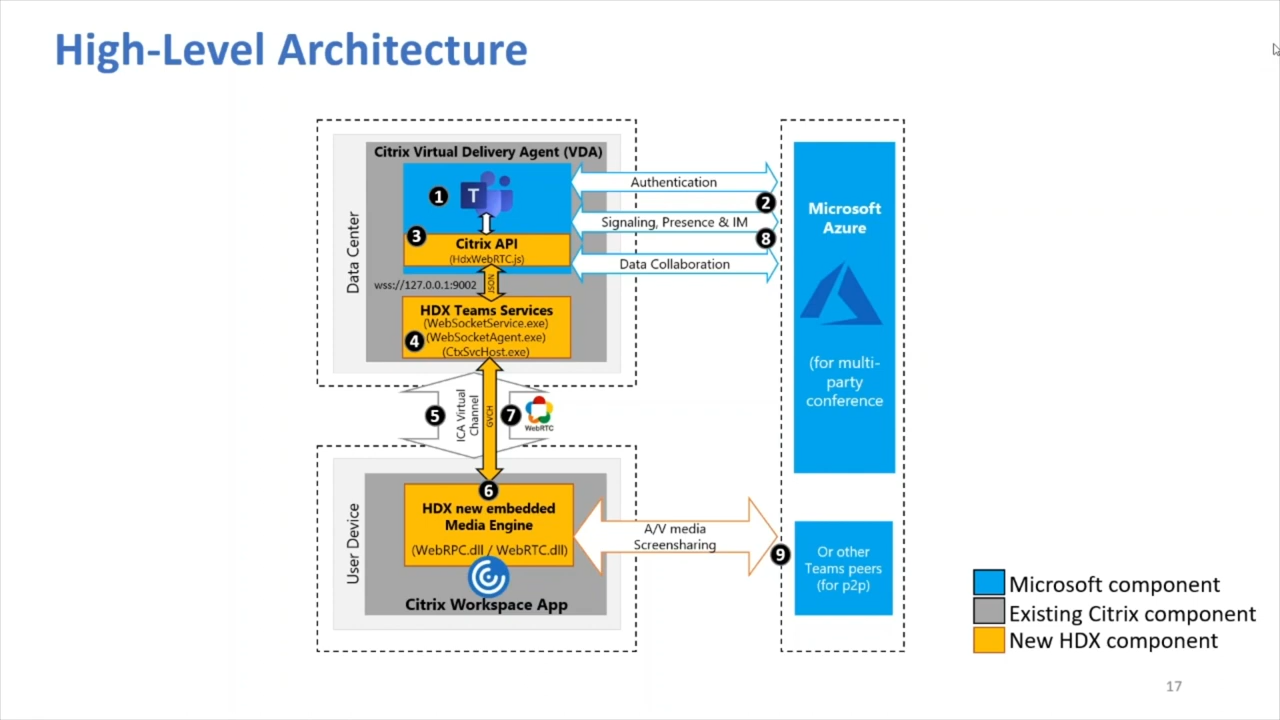 High-Level Architecture
Citrix Virtual Delivery Agent (VDA)
Data Center
1
T
3
Citrix API
(HdxWebRTC.js)
wss://127.0.0.1:9002
JSON
HDX Teams Services
(WebSocketService.exe)
4
(WebSocketAgent.exe)
(CtxSvcHost.exe)
Authentication
2
Signaling, Presence & IM
8
Data Collaboration
Microsoft
Azure
(for multi-
party
conference
5
ICA Virtual
Channel
GVCH
7
WebRTC
User Device
6
HDX new embedded
Media Engine
(WebRPC.dll / WebRTC.dll)
Citrix Workspace App
A/V media
Screensharing
9
Or other
Teams peers
(for p2p)
Microsoft component
Existing Citrix component
New HDX component
17